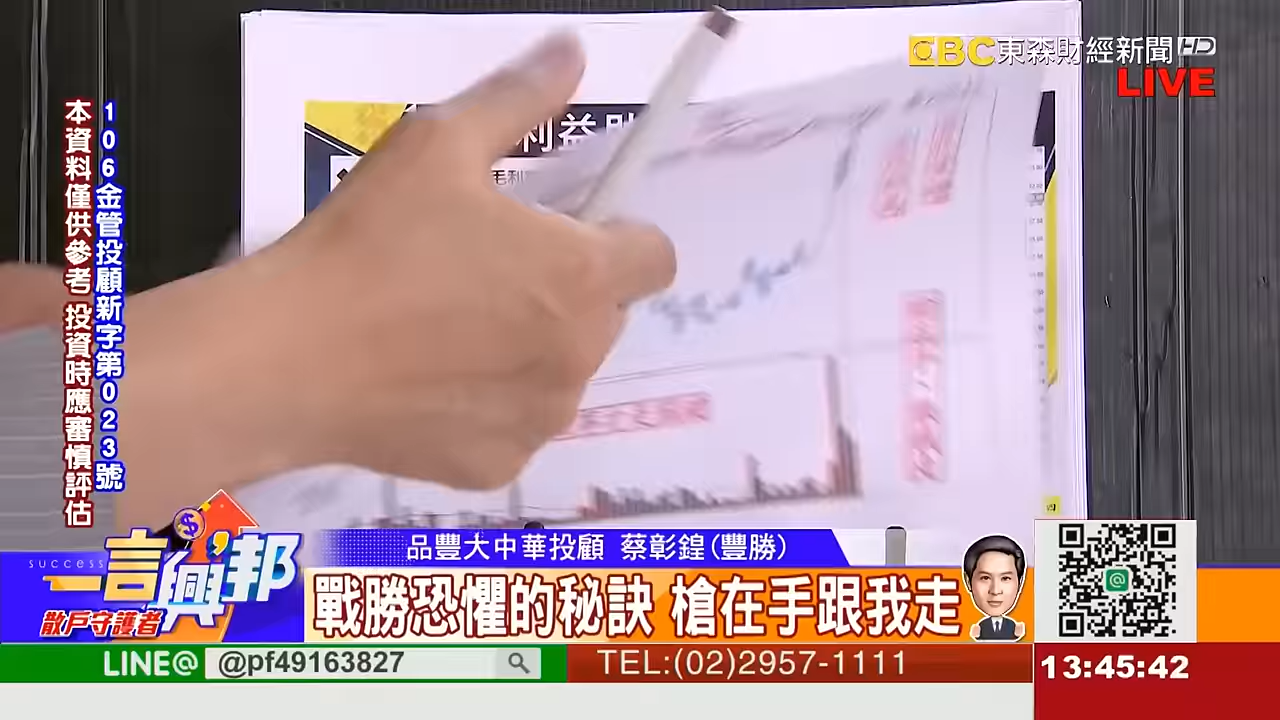 EBC東森財經新聞HD
LIVE
106金管投顧新字第023號
本資料僅供參考 投資時應審慎評估
利益
毛利
SUCCESS
一言興邦
散戶守護者
品豐大中華投顧 蔡彰鍠(豐勝)
戰勝恐懼的秘訣 槍在手跟我走
LINE@ @pf49163827
TEL:(02)2957-1111
13:45:42